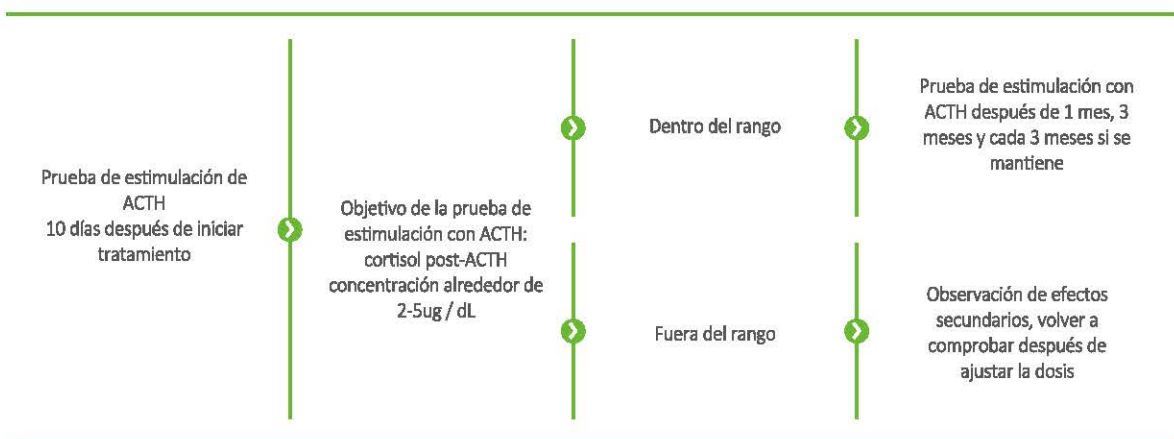 Prueba de estimulación de
ACTH
10 días después de iniciar
tratamiento
Objetivo de la prueba de
estimulación con ACTH:
cortisol post-ACTH
concentración alrededor de
2-5ug / dL
Dentro del rango
Prueba de estimulación con
ACTH después de 1 mes, 3
meses y cada 3 meses si se
mantiene
Fuera del rango
Observación de efectos
secundarios, volver a
comprobar después de
ajustar la dosis